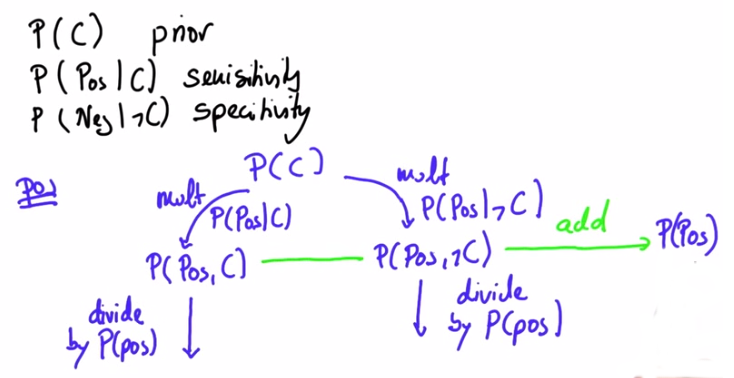 P(C) prior
P(Pos|C) sensitivity
P(Neg|¬C) specitivity
Pos
P(C)
mult
mult
P(Pos|C)
P(Pos|¬C)
add
P(Pos,C)
P(Pos,¬C)
P(Pos)
divide
by P(pos)
divide
by P(pos)